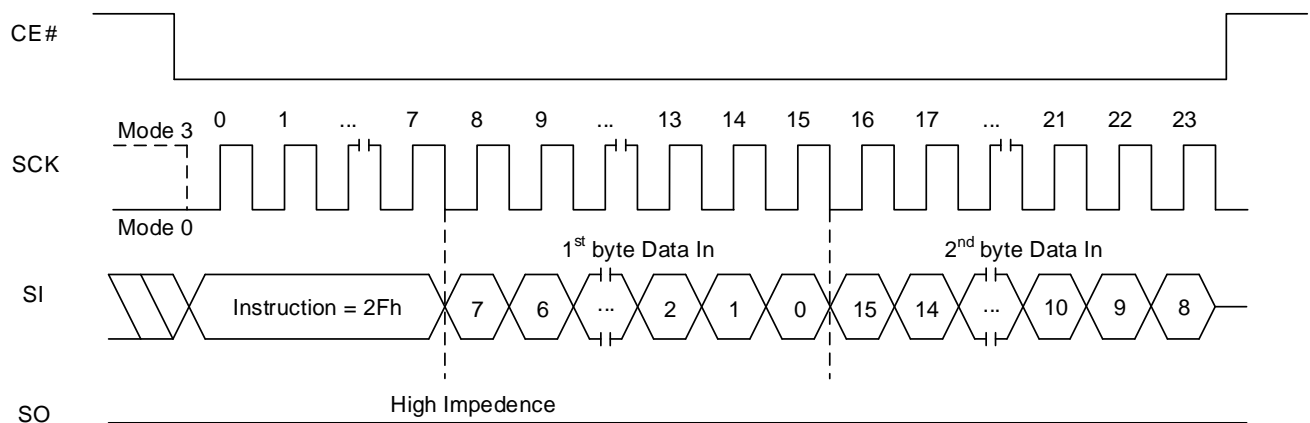 CE#
0 1 ... 7 8 9 ... 13 14 15 16 17 ... 21 22 23
Mode 3
SCK
Mode 0
1st byte Data In 2nd byte Data In
SI Instruction = 2Fh 7 6 ... 2 1 0 15 14 ... 10 9 8
High Impedence
SO